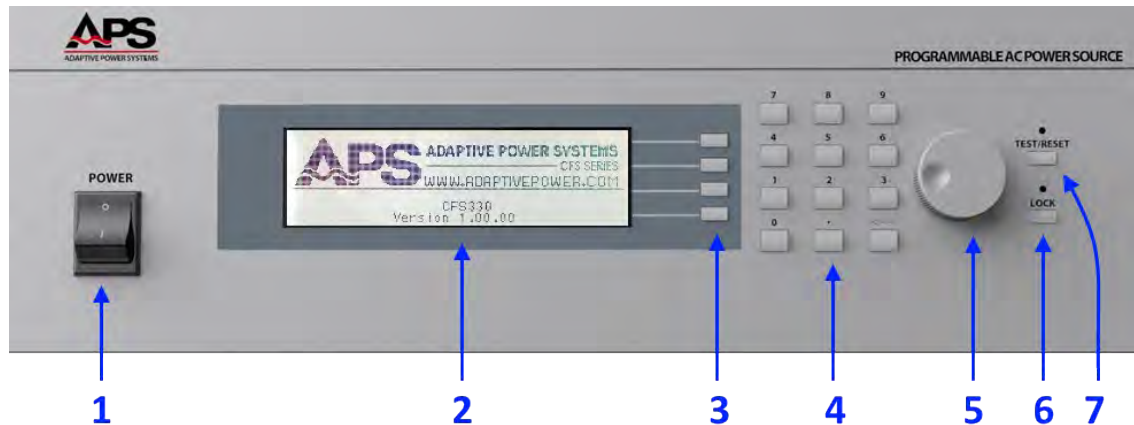 APS
ADAPTIVE POWER SYSTEMS
PROGRAMMABLE AC POWER SOURCE
POWER
O
I
APS
ADAPTIVE POWER SYSTEMS
CFS SERIES
WWW.ADAPTIVEPOWER.COM
CFS330
Version 1.00.00
7 8 9
4 5 6
1 2 3
0 .
TEST/RESET
LOCK
1 2 3 4 5 6 7